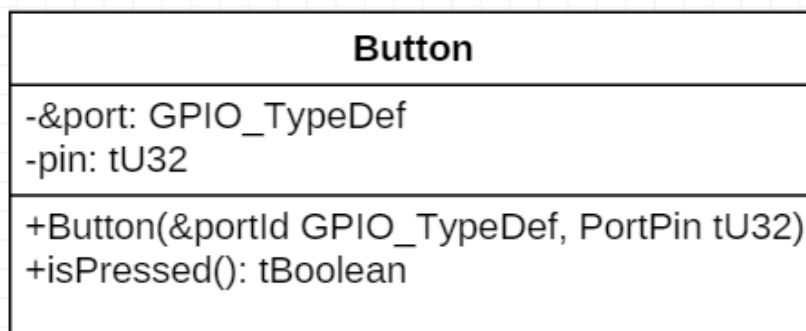 Button
-&port: GPIO_TypeDef
-pin: tU32
+Button(&portId GPIO_TypeDef, PortPin tU32)
+isPressed(): tBoolean